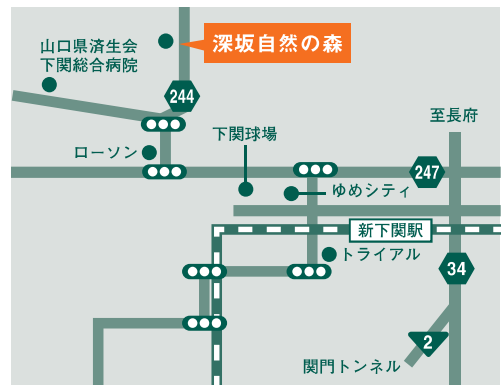 深坂自然の森
山口県済生会
下関総合病院
244
至長府
下関球場
ローソン
247
ゆめシティ
新下関駅
トライアル
34
2
関門トンネル